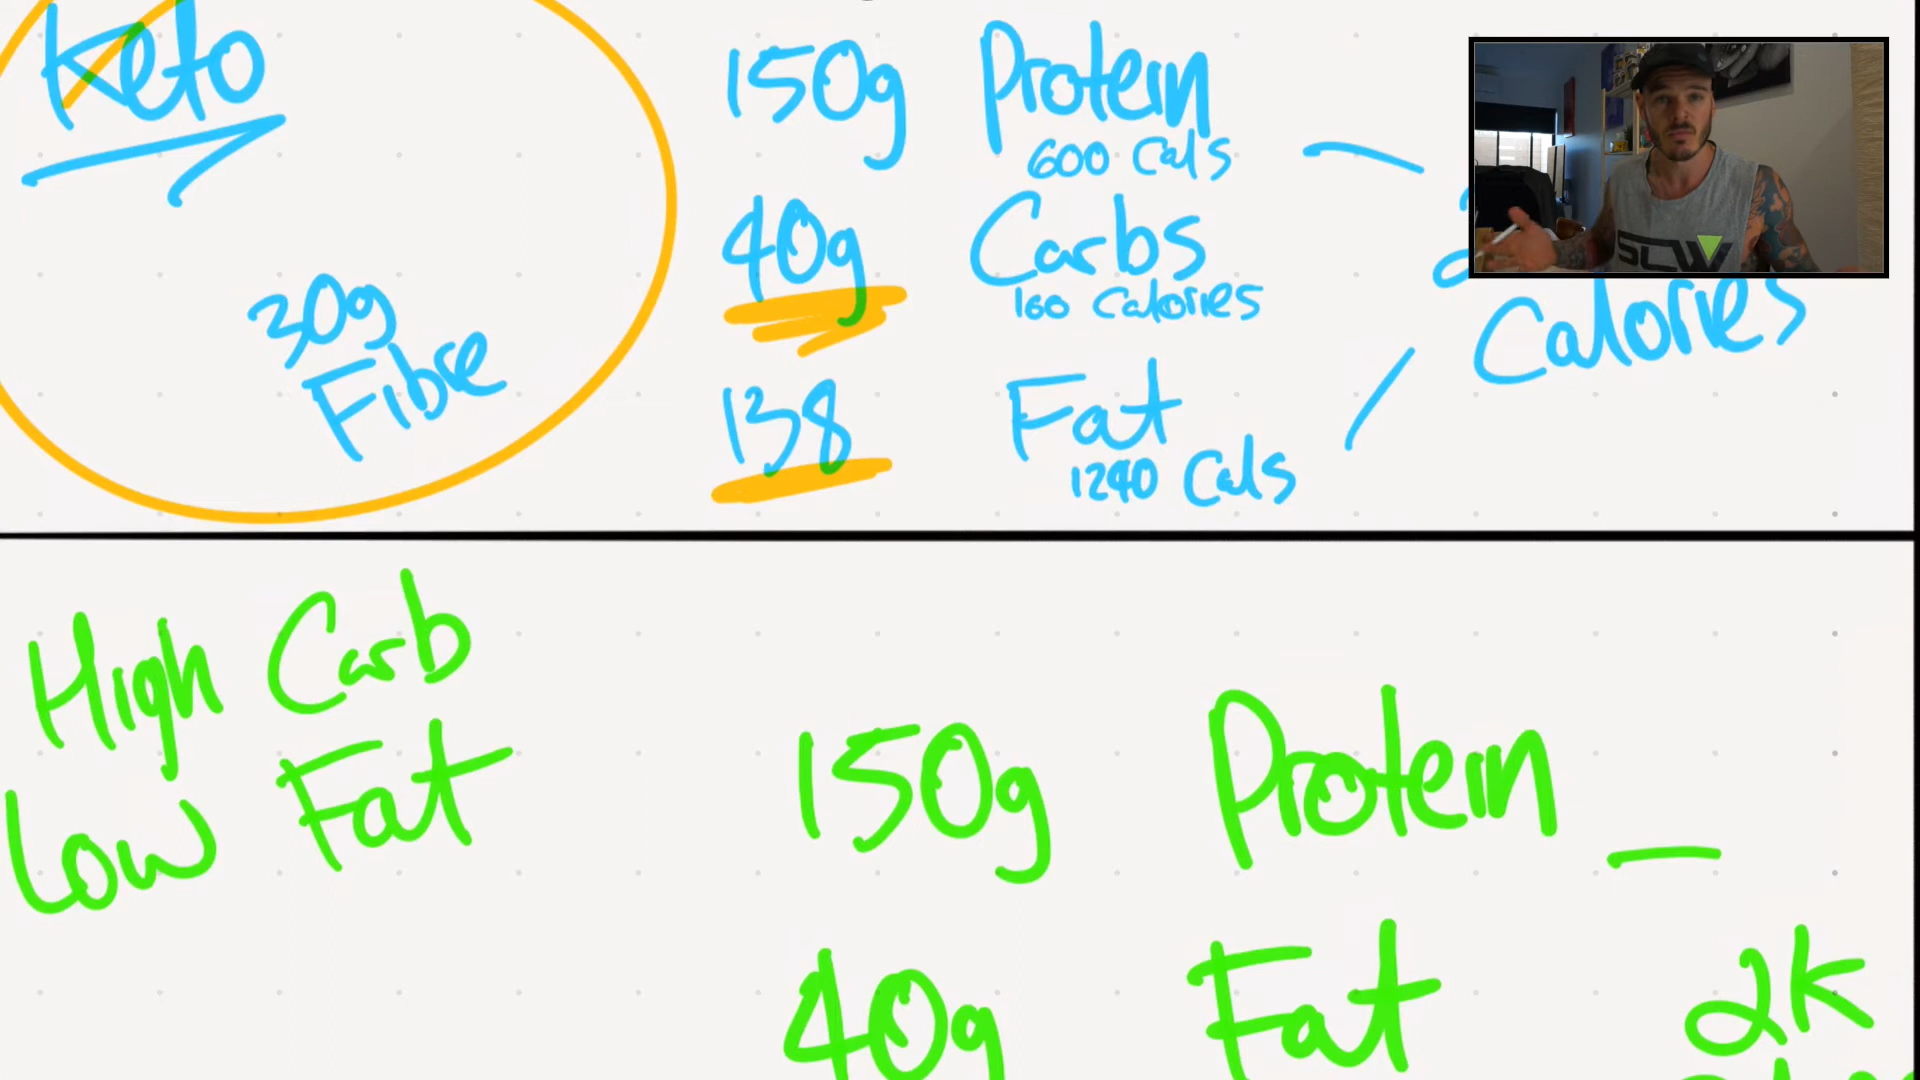 Keto
30g
Fibre
150g Protein
600 Cals
40g Carbs
160 Calories
138 Fat
1240 Cals
Calories
SCW
High Carb
Low Fat
150g Protein
40g Fat
2K